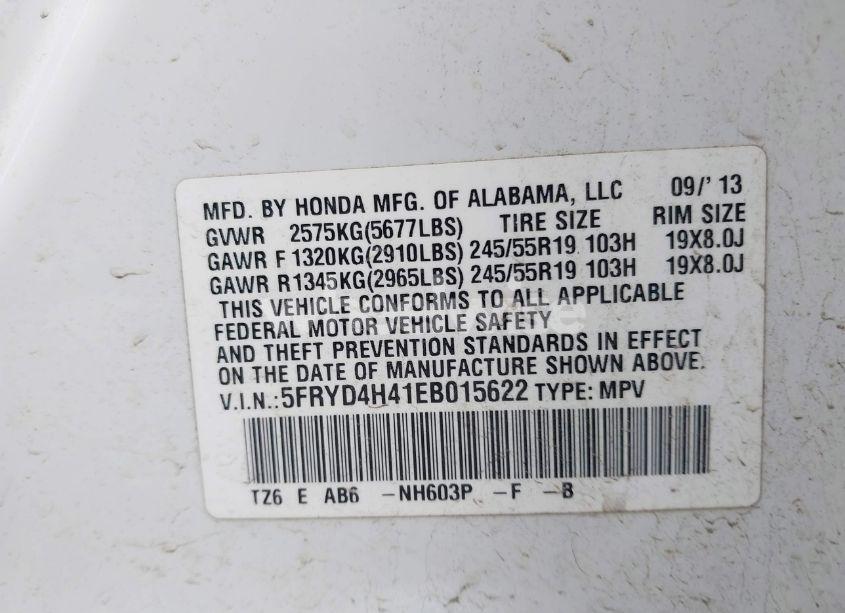 MFD. BY HONDA MFG. OF ALABAMA, LLC 09/' 13
GVWR 2575KG(5677LBS) TIRE SIZE RIM SIZE
GAWR F 1320KG(2910LBS) 245/55R19 103H 19X8.0J
GAWR R1345KG(2965LBS) 245/55R19 103H 19X8.0J
THIS VEHICLE CONFORMS TO ALL APPLICABLE
FEDERAL MOTOR VEHICLE SAFETY
AND THEFT PREVENTION STANDARDS IN EFFECT
ON THE DATE OF MANUFACTURE SHOWN ABOVE.
V.I.N.: 5FRYD4H41EB015622 TYPE: MPV
TZ6 E AB6 -NH603P -F -B